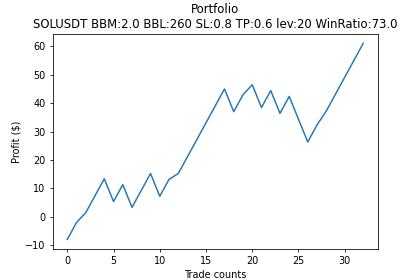 Portfolio
SOLUSDT BBM:2.0 BBL:260 SL:0.8 TP:0.6 lev:20 WinRatio:73.0
60
50
40
30
20
10
0
−10
Profit ($)
0 5 10 15 20 25 30
Trade counts